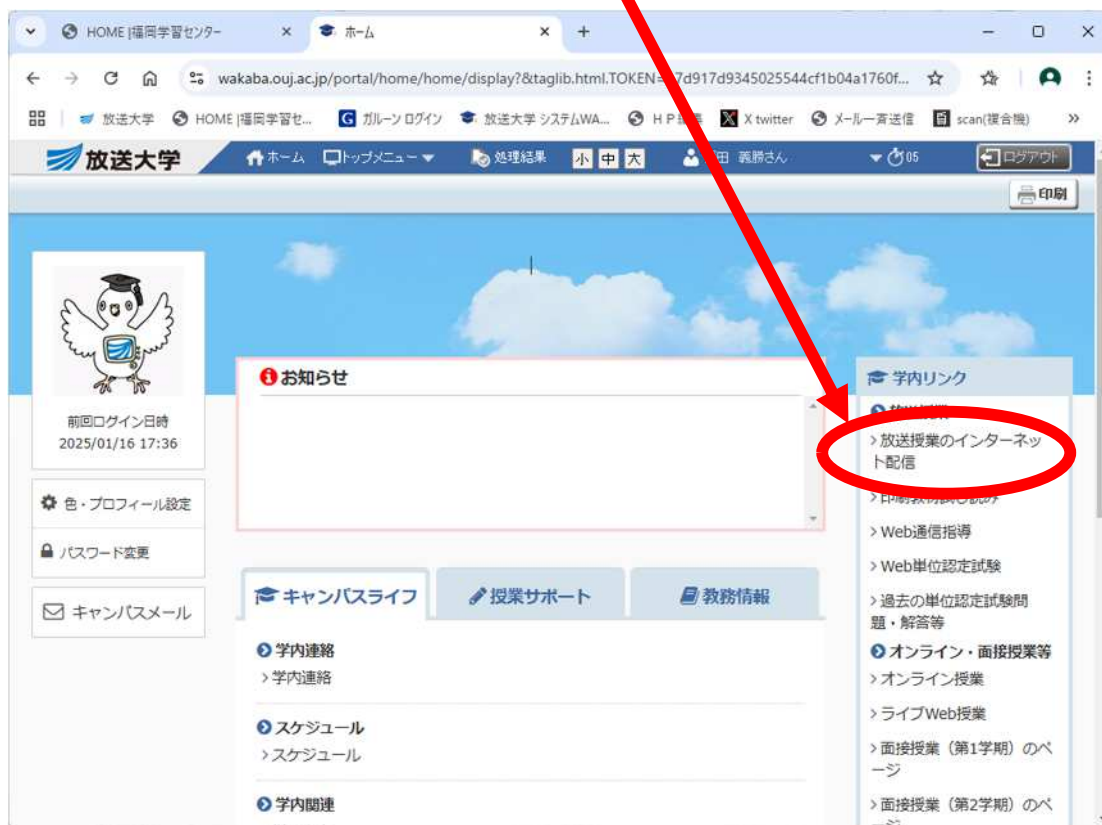 HOME |福岡学習センター
ホーム
wakaba.ouj.ac.jp/portal/home/home/display?&taglib.html.TOKEN=
7d917d9345025544cf1b04a1760f...
放送大学
HOME |福岡学習セ...
ガルーン ログイン
放送大学 システムWA...
X twitter
メール一斉送信
scan(複合機)
放送大学
ホーム
トップメニュー
処理結果
小 中 大
田 義勝さん
05
ログアウト
印刷
前回ログイン日時
2025/01/16 17:36
色・プロフィール設定
パスワード変更
キャンパスメール
お知らせ
キャンパスライフ
授業サポート
教務情報
学内連絡
>学内連絡
スケジュール
>スケジュール
学内関連
学内リンク
>放送授業のインターネッ
ト配信
>Web通信指導
>Web単位認定試験
>過去の単位認定試験問
題・解答等
オンライン・面接授業等
>オンライン授業
>ライブWeb授業
>面接授業（第1学期）のペ
ージ
>面接授業（第2学期）のペ